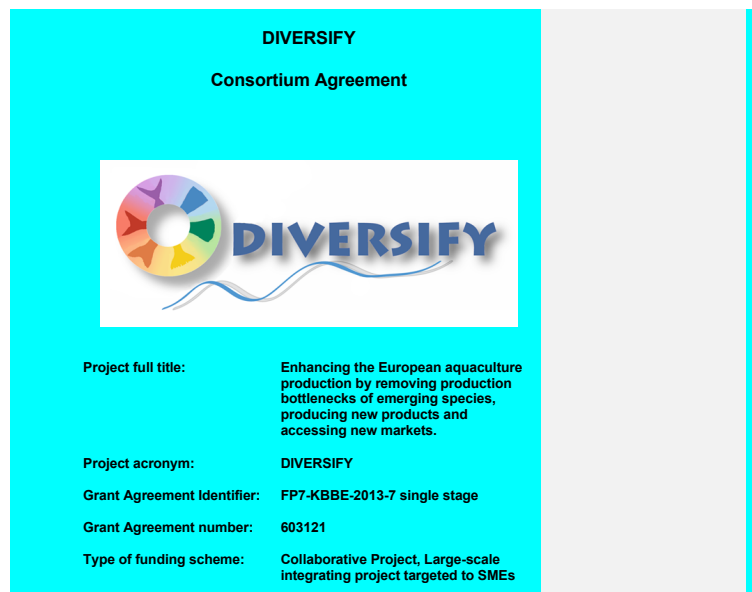 DIVERSIFY
Consortium Agreement
DIVERSIFY
Project full title: Enhancing the European aquaculture
production by removing production
bottlenecks of emerging species,
producing new products and
accessing new markets.
Project acronym: DIVERSIFY
Grant Agreement Identifier: FP7-KBBE-2013-7 single stage
Grant Agreement number: 603121
Type of funding scheme: Collaborative Project, Large-scale
integrating project targeted to SMEs